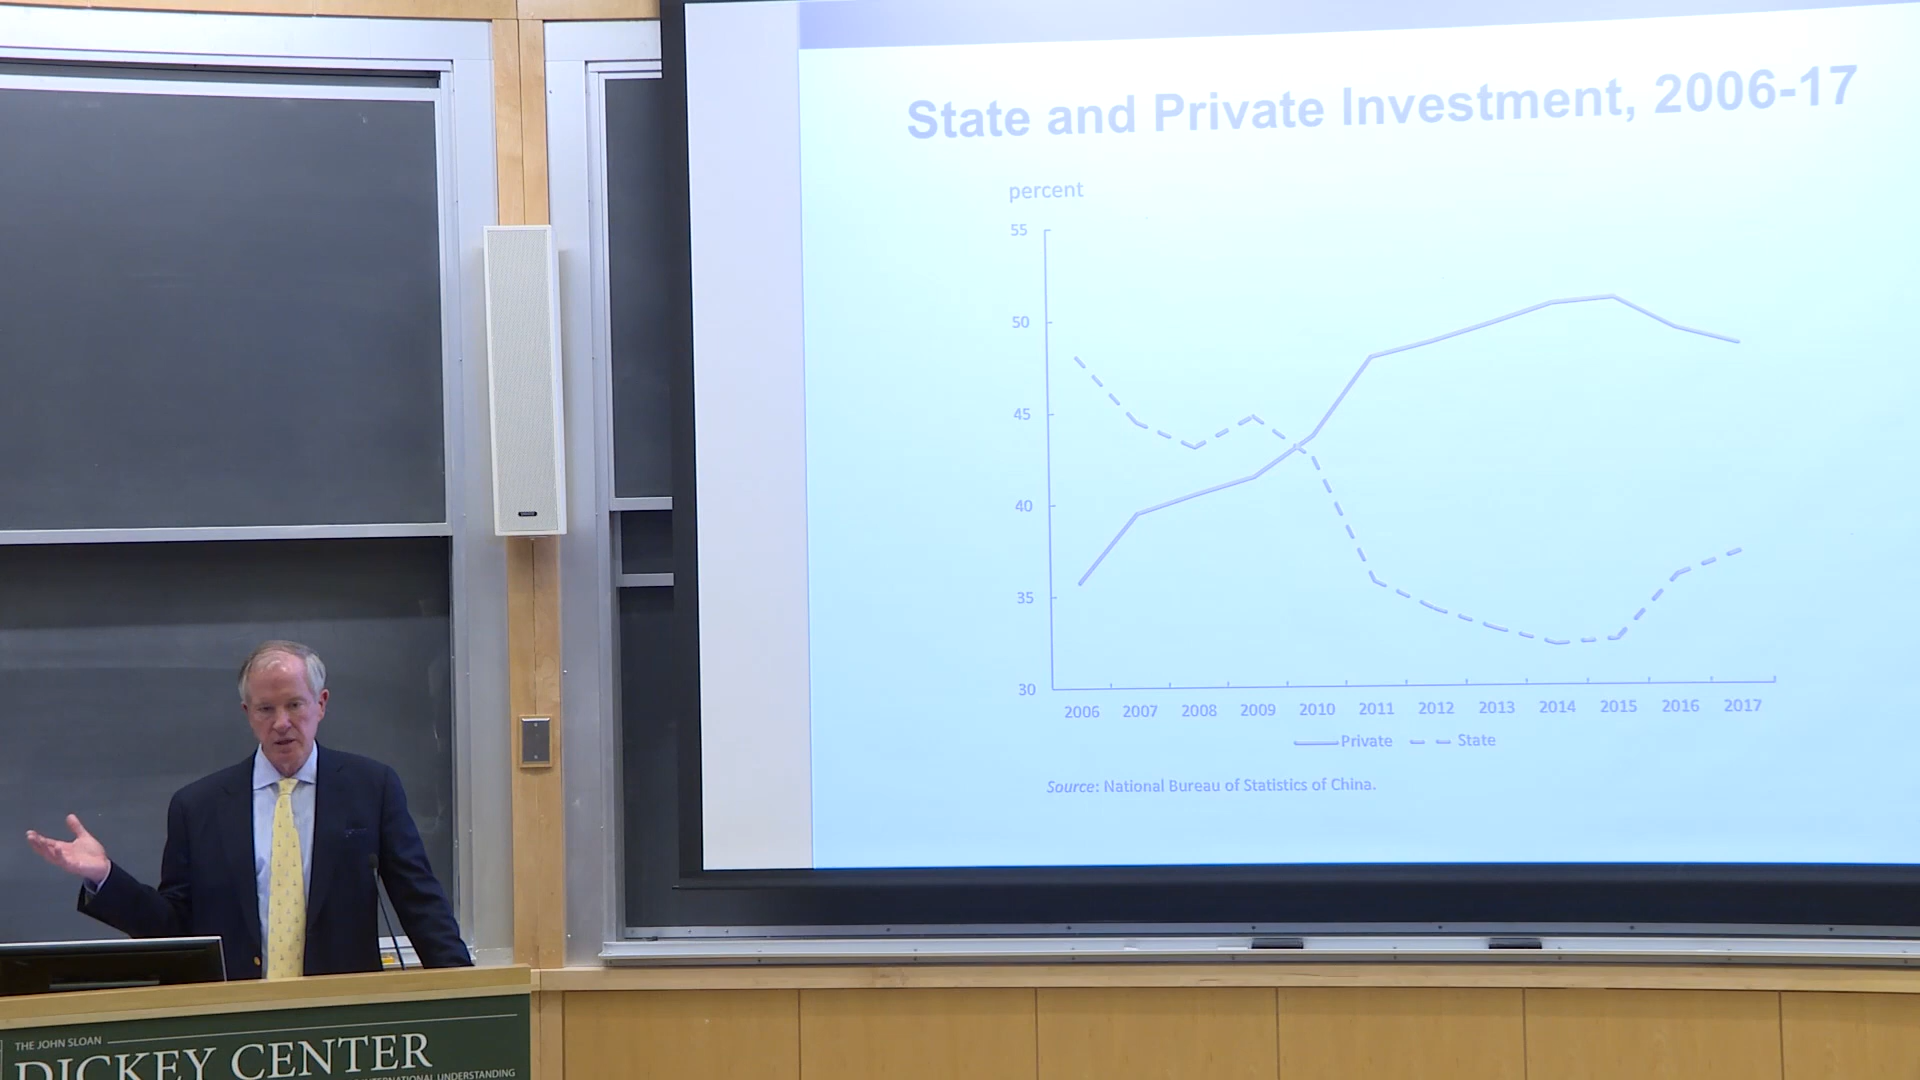 State and Private Investment, 2006-17
percent
55
50
45
40
35
30
2006 2007 2008 2009 2010 2011 2012 2013 2014 2015 2016 2017
Private State
Source: National Bureau of Statistics of China.
THE JOHN SLOAN
DICKEY CENTER
INTERNATIONAL UNDERSTANDING